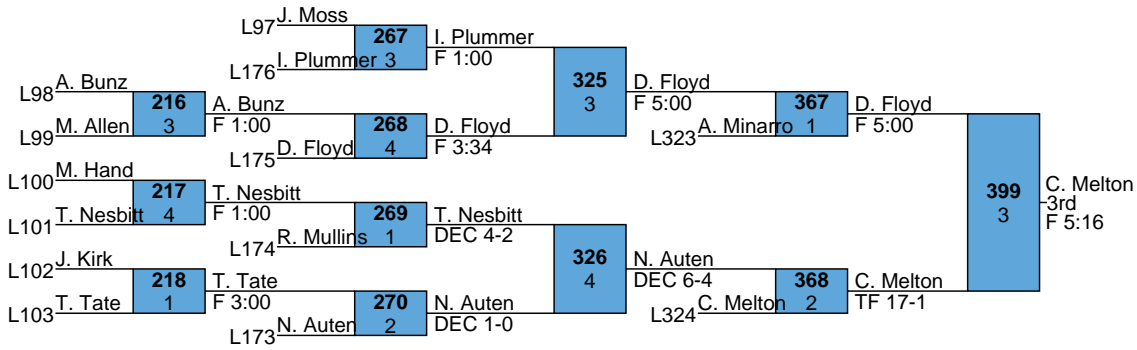 L97 J. Moss
267
3
L176 I. Plummer
I. Plummer
F 1:00
L98 A. Bunz
216
3
L99 M. Allen
A. Bunz
F 1:00
268
4
L175 D. Floyd
D. Floyd
F 3:34
325
3
D. Floyd
F 5:00
L323 A. Minarro
367
1
D. Floyd
F 5:00
L100 M. Hand
217
4
L101 T. Nesbitt
T. Nesbitt
F 1:00
269
1
L174 R. Mullins
T. Nesbitt
DEC 4-2
L102 J. Kirk
218
1
L103 T. Tate
T. Tate
F 3:00
270
2
L173 N. Auten
N. Auten
DEC 1-0
326
4
N. Auten
DEC 6-4
L324 C. Melton
368
2
C. Melton
TF 17-1
399
3
C. Melton
3rd
F 5:16